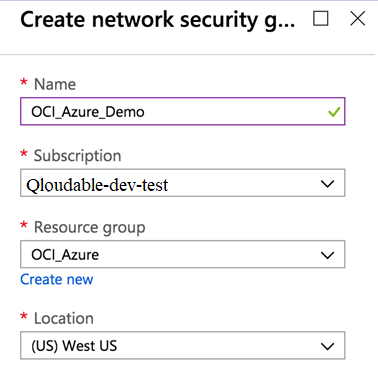 Create network security g...
* Name
OCI_Azure_Demo
* Subscription
Qloudable-dev-test
* Resource group
OCI_Azure
Create new
* Location
(US) West US